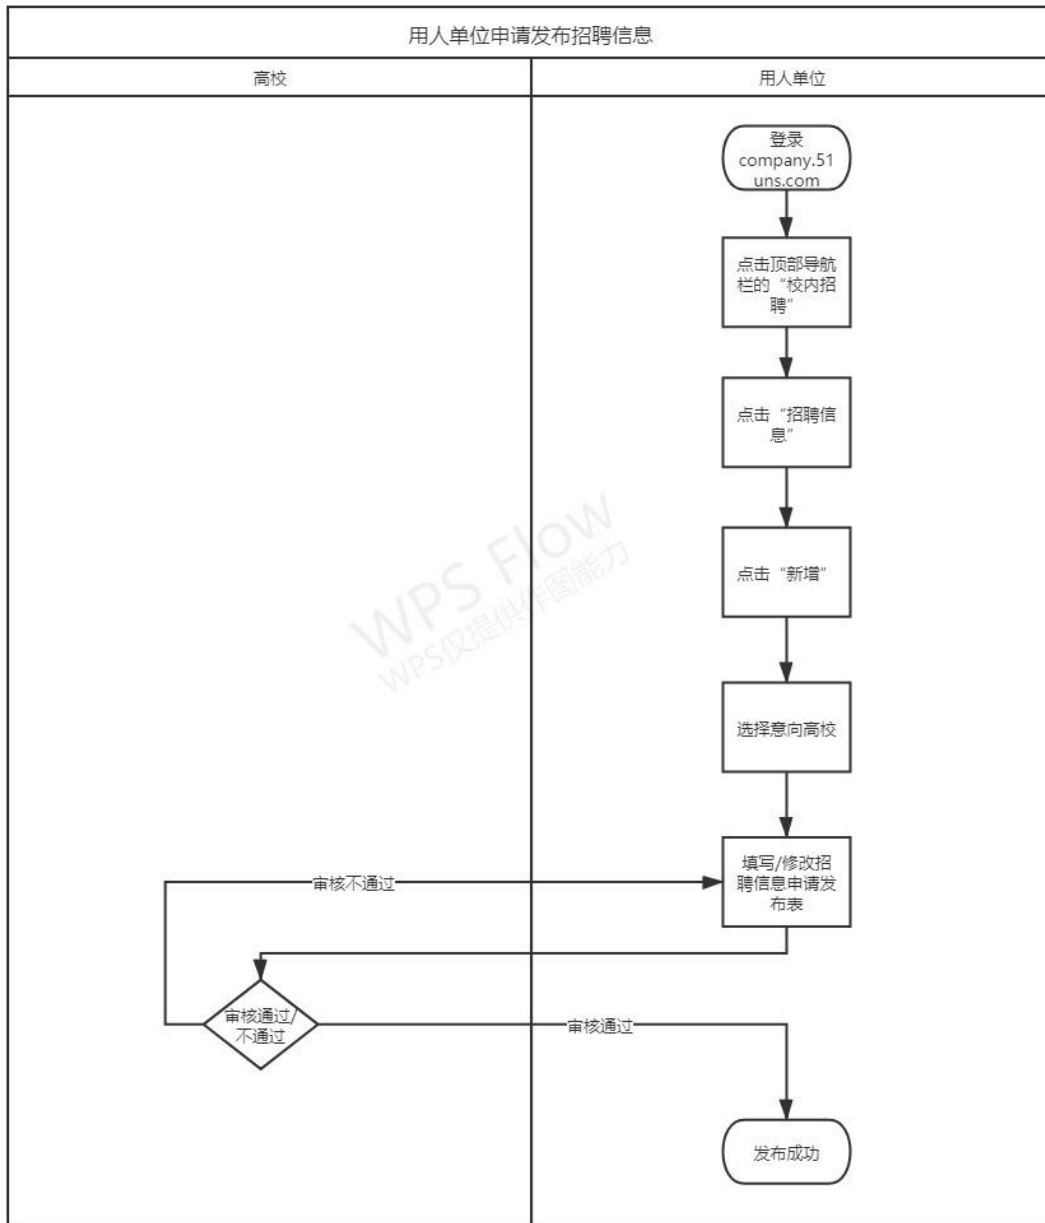 用人单位申请发布招聘信息
高校
用人单位
登录
company.51
uns.com
点击顶部导航
栏的“校内招
聘”
点击“招聘信
息”
点击“新增”
WPS Flow
WPS仅提供作图能力
选择意向高校
填写/修改招
聘信息申请发
布表
审核不通过
审核通过/
不通过
审核通过
发布成功